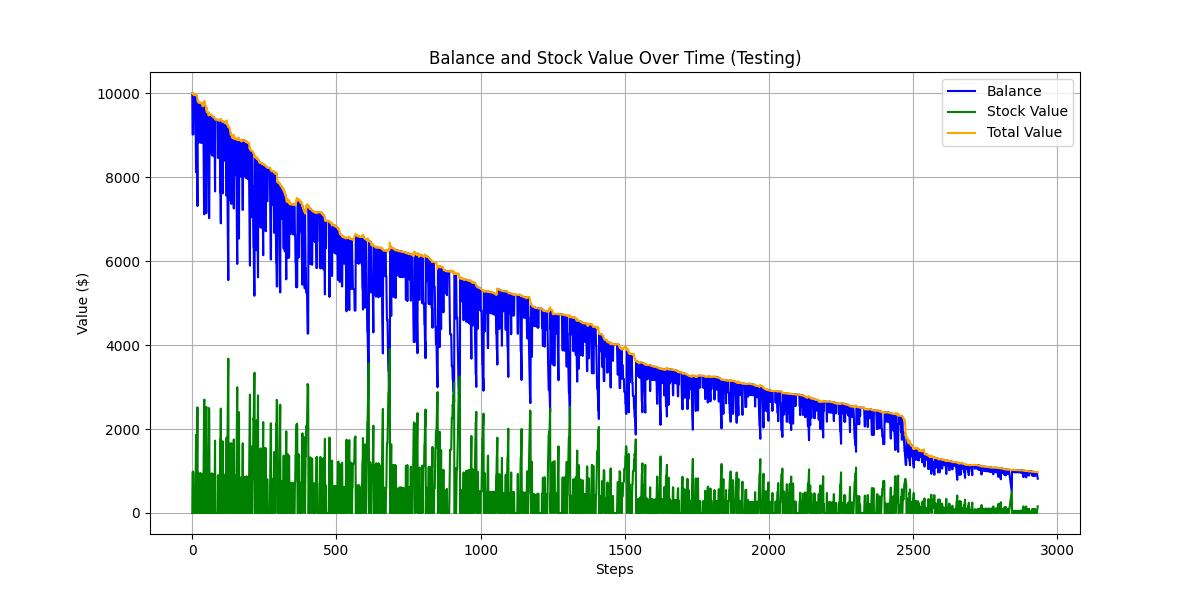 Balance and Stock Value Over Time (Testing)
Balance
Stock Value
Total Value
Value ($)
10000
8000
6000
4000
2000
0
0 500 1000 1500 2000 2500 3000
Steps